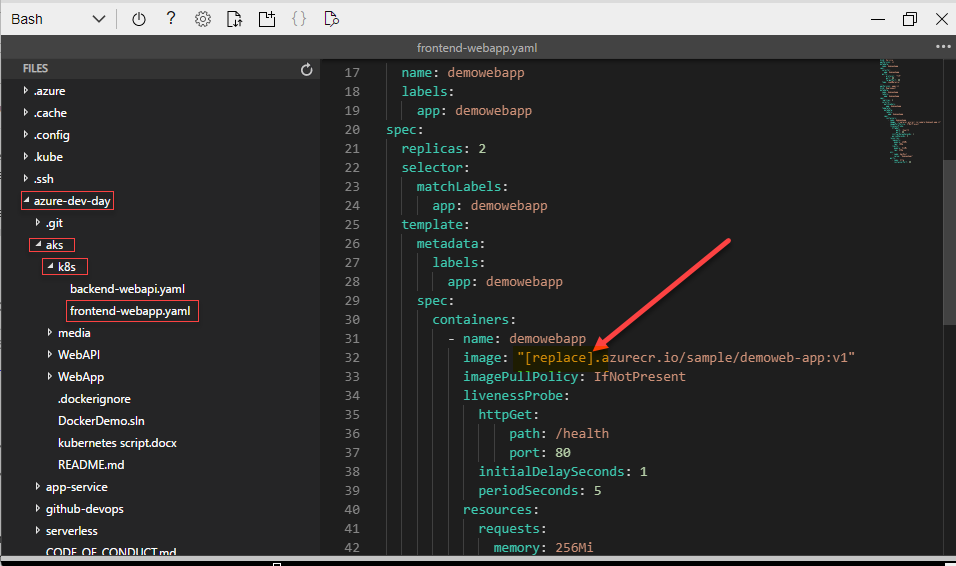 Bash
?
{}
frontend-webapp.yaml
FILES
.azure
.cache
.config
.kube
.ssh
azure-dev-day
.git
aks
k8s
backend-webapi.yaml
frontend-webapp.yaml
media
WebAPI
WebApp
.dockerignore
DockerDemo.sln
kubernetes script.docx
README.md
app-service
github-devops
serverless
CODE_OF_CONDUCT.md
17 name: demowebapp
18 labels:
19 app: demowebapp
20 spec:
21 replicas: 2
22 selector:
23 matchLabels:
24 app: demowebapp
25 template:
26 metadata:
27 labels:
28 app: demowebapp
29 spec:
30 containers:
31 - name: demowebapp
32 image: "[replace].azurecr.io/sample/demoweb-app:v1"
33 imagePullPolicy: IfNotPresent
34 livenessProbe:
35 httpGet:
36 path: /health
37 port: 80
38 initialDelaySeconds: 1
39 periodSeconds: 5
40 resources:
41 requests:
42 memory: 256Mi